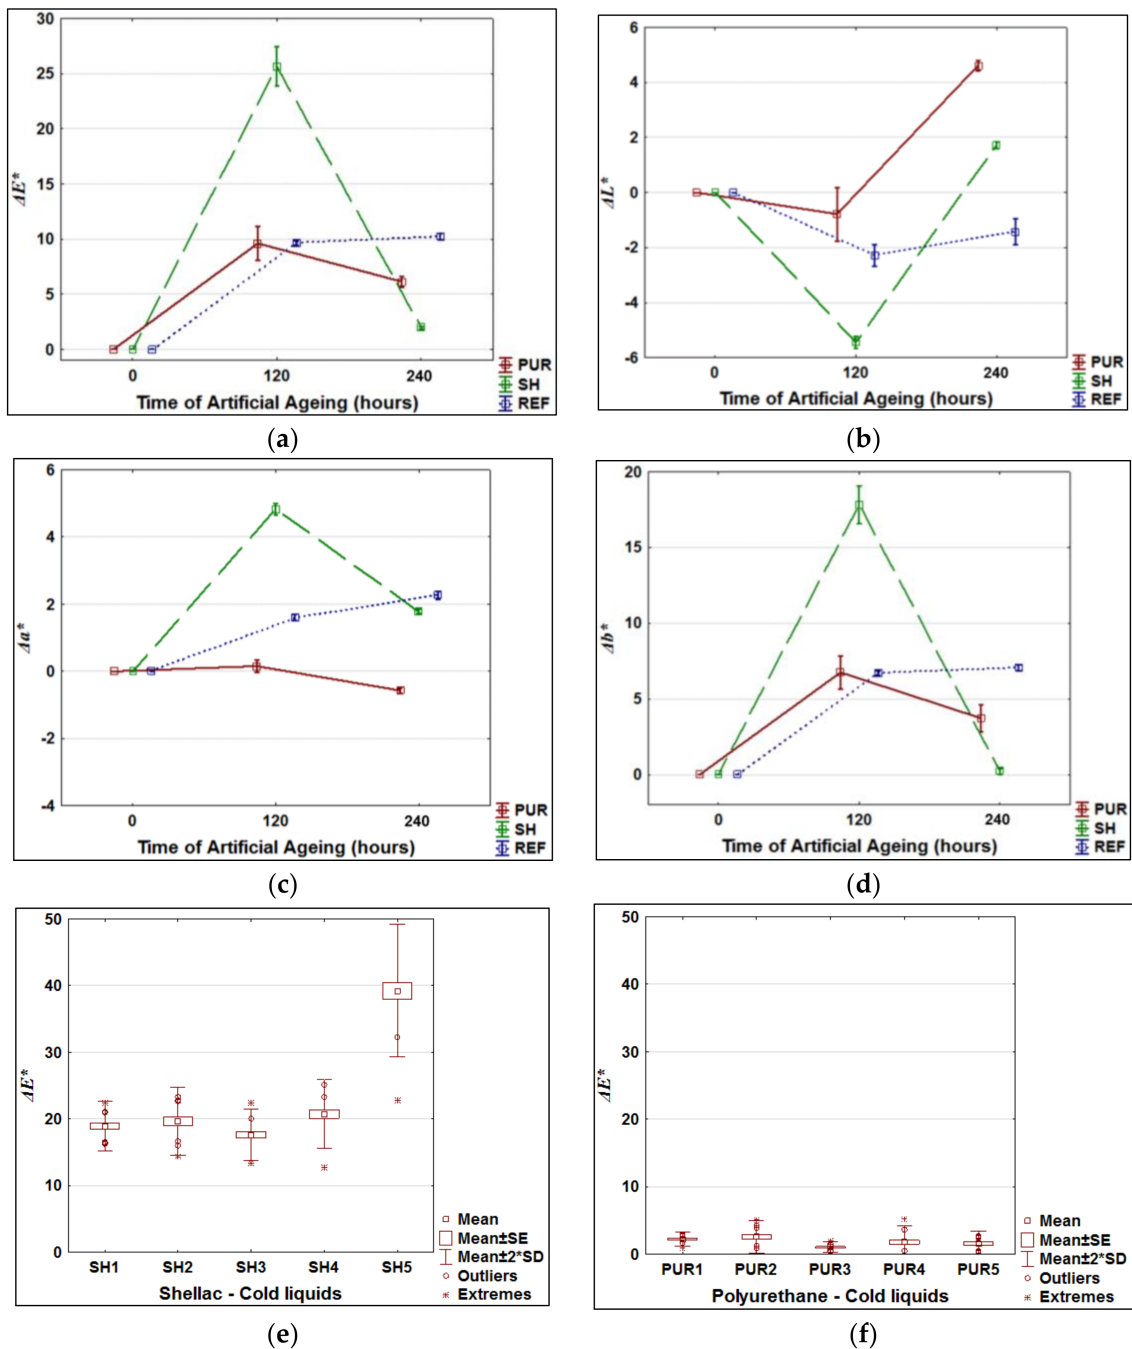 30
25
20
15
10
5
0
ΔE*
0 120 240
Time of Artificial Ageing (hours)
PUR
SH
REF
(a)
6
4
2
0
-2
-4
-6
ΔL*
0 120 240
Time of Artificial Ageing (hours)
PUR
SH
REF
(b)
6
4
2
0
-2
-4
Δa*
0 120 240
Time of Artificial Ageing (hours)
PUR
SH
REF
(c)
20
15
10
5
0
Δb*
0 120 240
Time of Artificial Ageing (hours)
PUR
SH
REF
(d)
50
40
30
20
10
0
ΔE*
SH1 SH2 SH3 SH4 SH5
Shellac - Cold liquids
Mean
Mean±SE
Mean±2*SD
Outliers
Extremes
(e)
50
40
30
20
10
0
ΔE*
PUR1 PUR2 PUR3 PUR4 PUR5
Polyurethane - Cold liquids
Mean
Mean±SE
Mean±2*SD
Outliers
Extremes
(f)